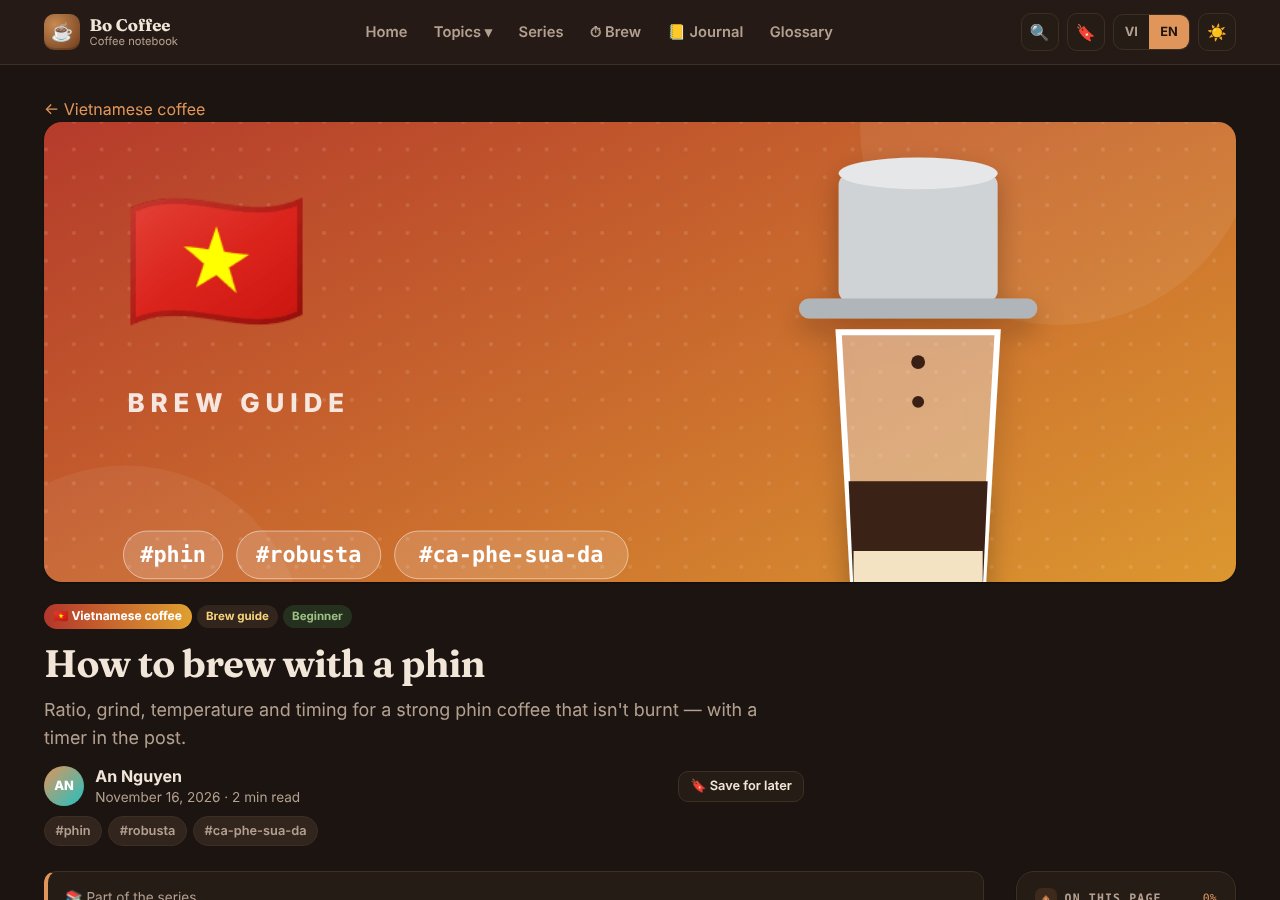 Bo Coffee
Coffee notebook
Home
Topics ▾
Series
⏱ Brew
📒 Journal
Glossary
VI
EN
← Vietnamese coffee
BREW GUIDE
#phin
#robusta
#ca-phe-sua-da
🇻🇳 Vietnamese coffee
Brew guide
Beginner
How to brew with a phin
Ratio, grind, temperature and timing for a strong phin coffee that isn't burnt — with a
timer in the post.
AN
An Nguyen
November 16, 2026 · 2 min read
🔖 Save for later
#phin
#robusta
#ca-phe-sua-da
📚 Part of the series
ON THIS PAGE
0%